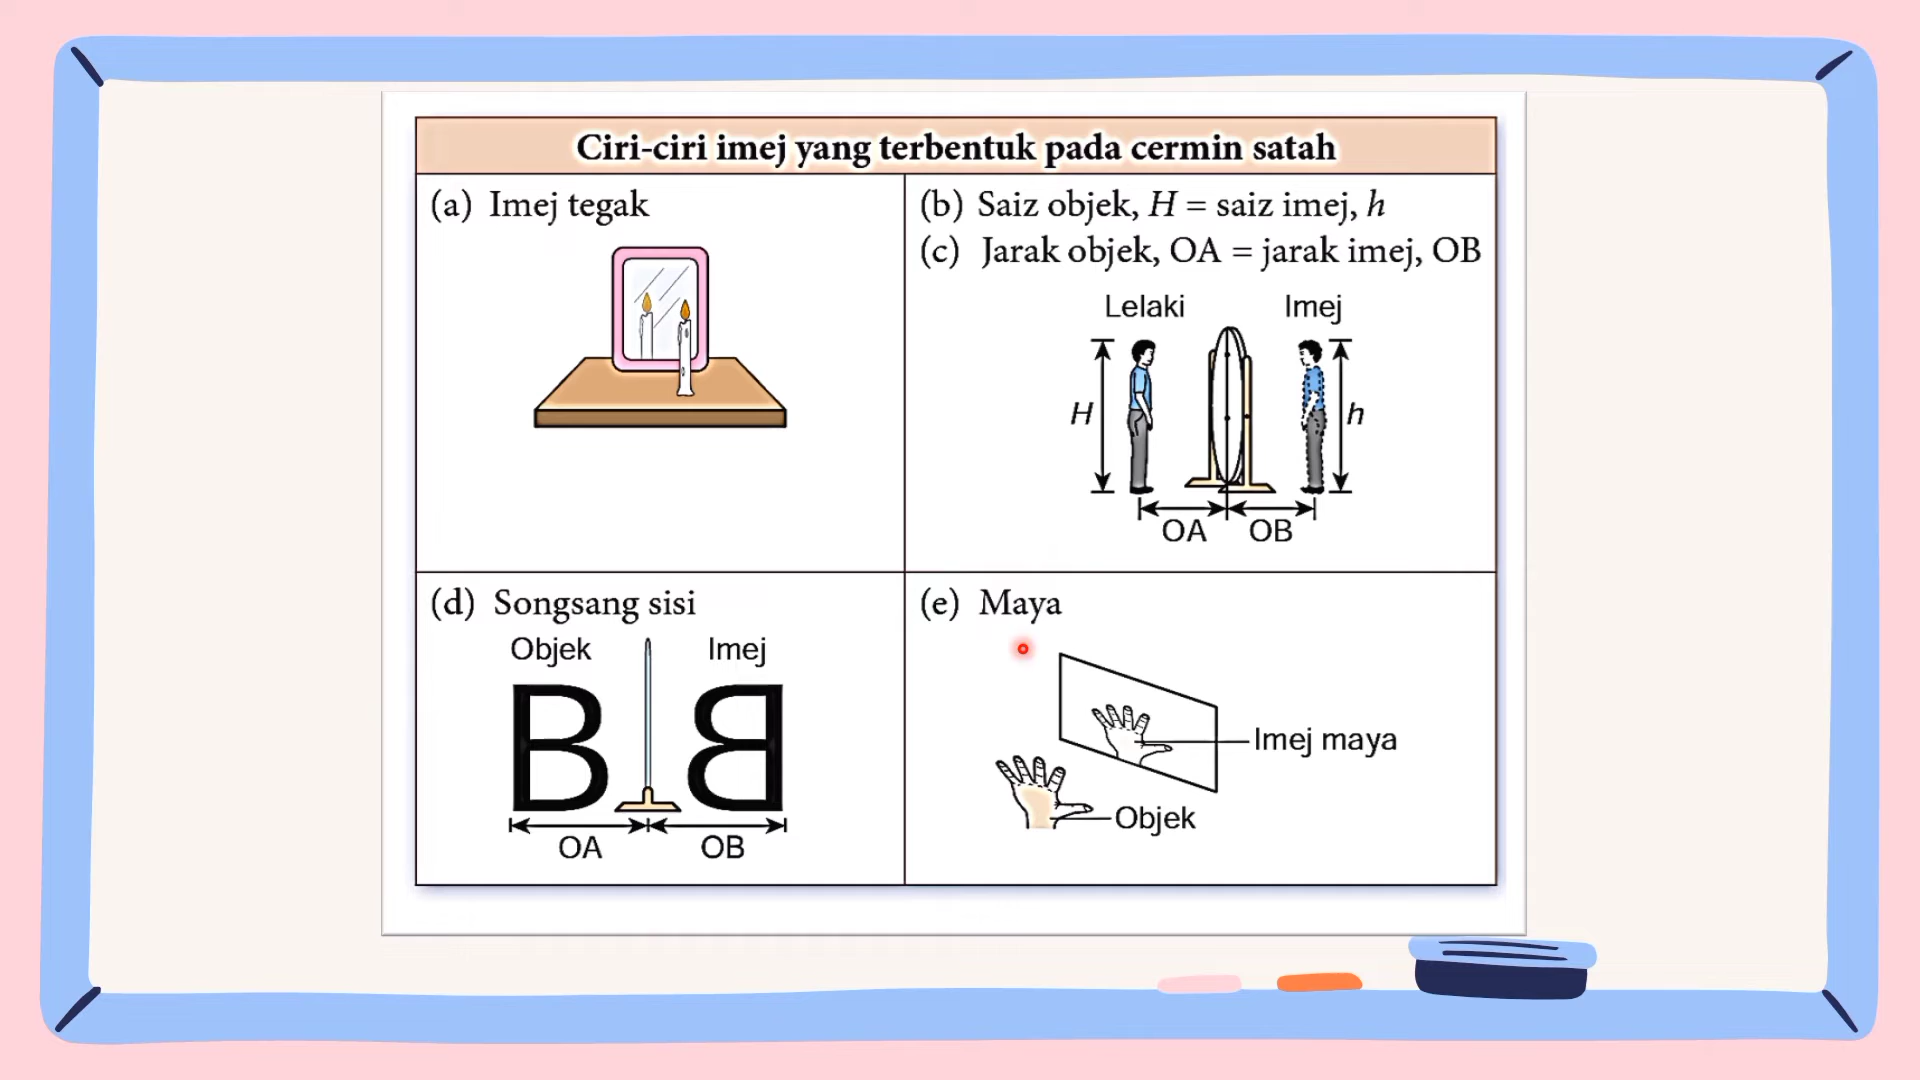 Ciri-ciri imej yang terbentuk pada cermin satah
(a) Imej tegak
(b) Saiz objek, H = saiz imej, h
(c) Jarak objek, OA = jarak imej, OB
Lelaki
Imej
H
h
OA
OB
(d) Songsang sisi
Objek
Imej
B
B
OA
OB
(e) Maya
Imej maya
Objek